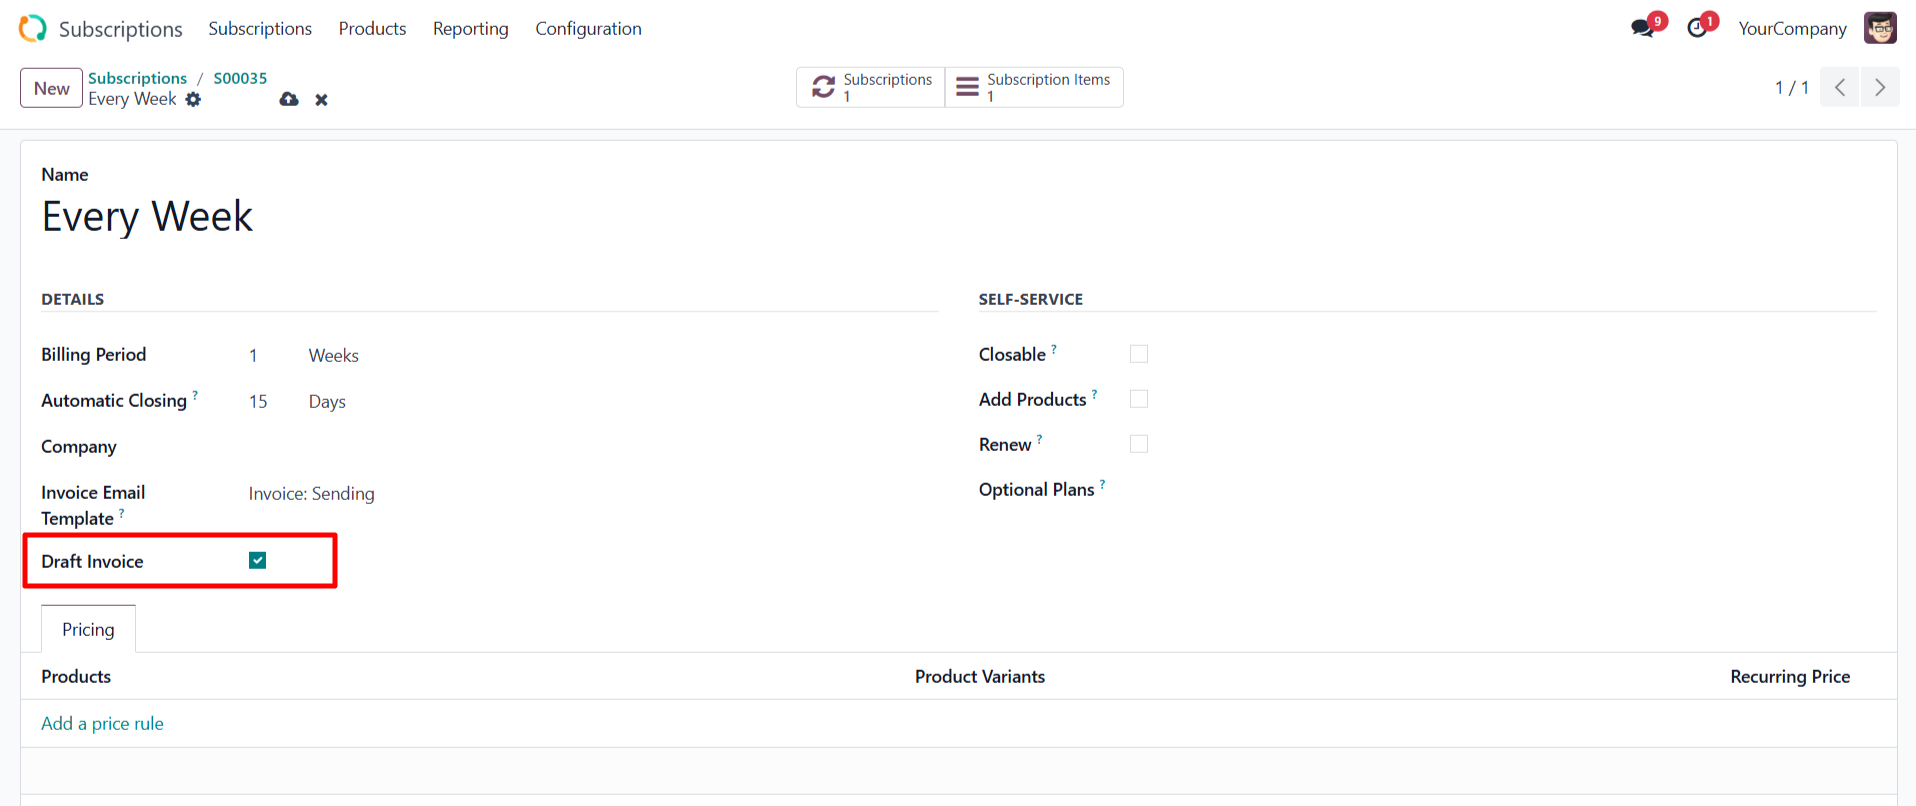 Subscriptions Subscriptions Products Reporting Configuration 9 1 YourCompany
New Subscriptions / S00035
Every Week
Subscriptions
1
Subscription Items
1
1 / 1
Name
Every Week
DETAILS
Billing Period 1 Weeks
Automatic Closing ? 15 Days
Company
Invoice Email
Template ? Invoice: Sending
Draft Invoice
SELF-SERVICE
Closable ?
Add Products ?
Renew ?
Optional Plans ?
Pricing
Products Product Variants Recurring Price
Add a price rule